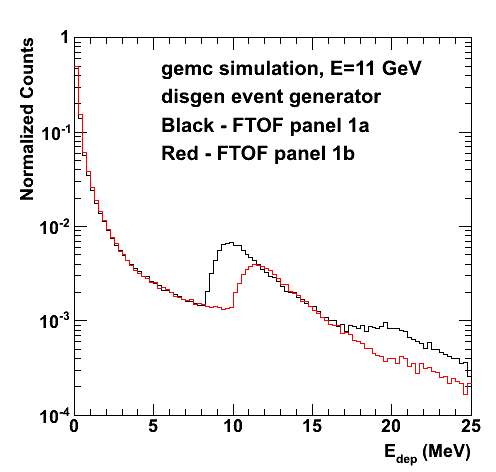 gemc simulation, E=11 GeV
disgen event generator
Black - FTOF panel 1a
Red - FTOF panel 1b
Normalized Counts
1
10⁻¹
10⁻²
10⁻³
10⁻⁴
0 5 10 15 20 25
E_dep (MeV)